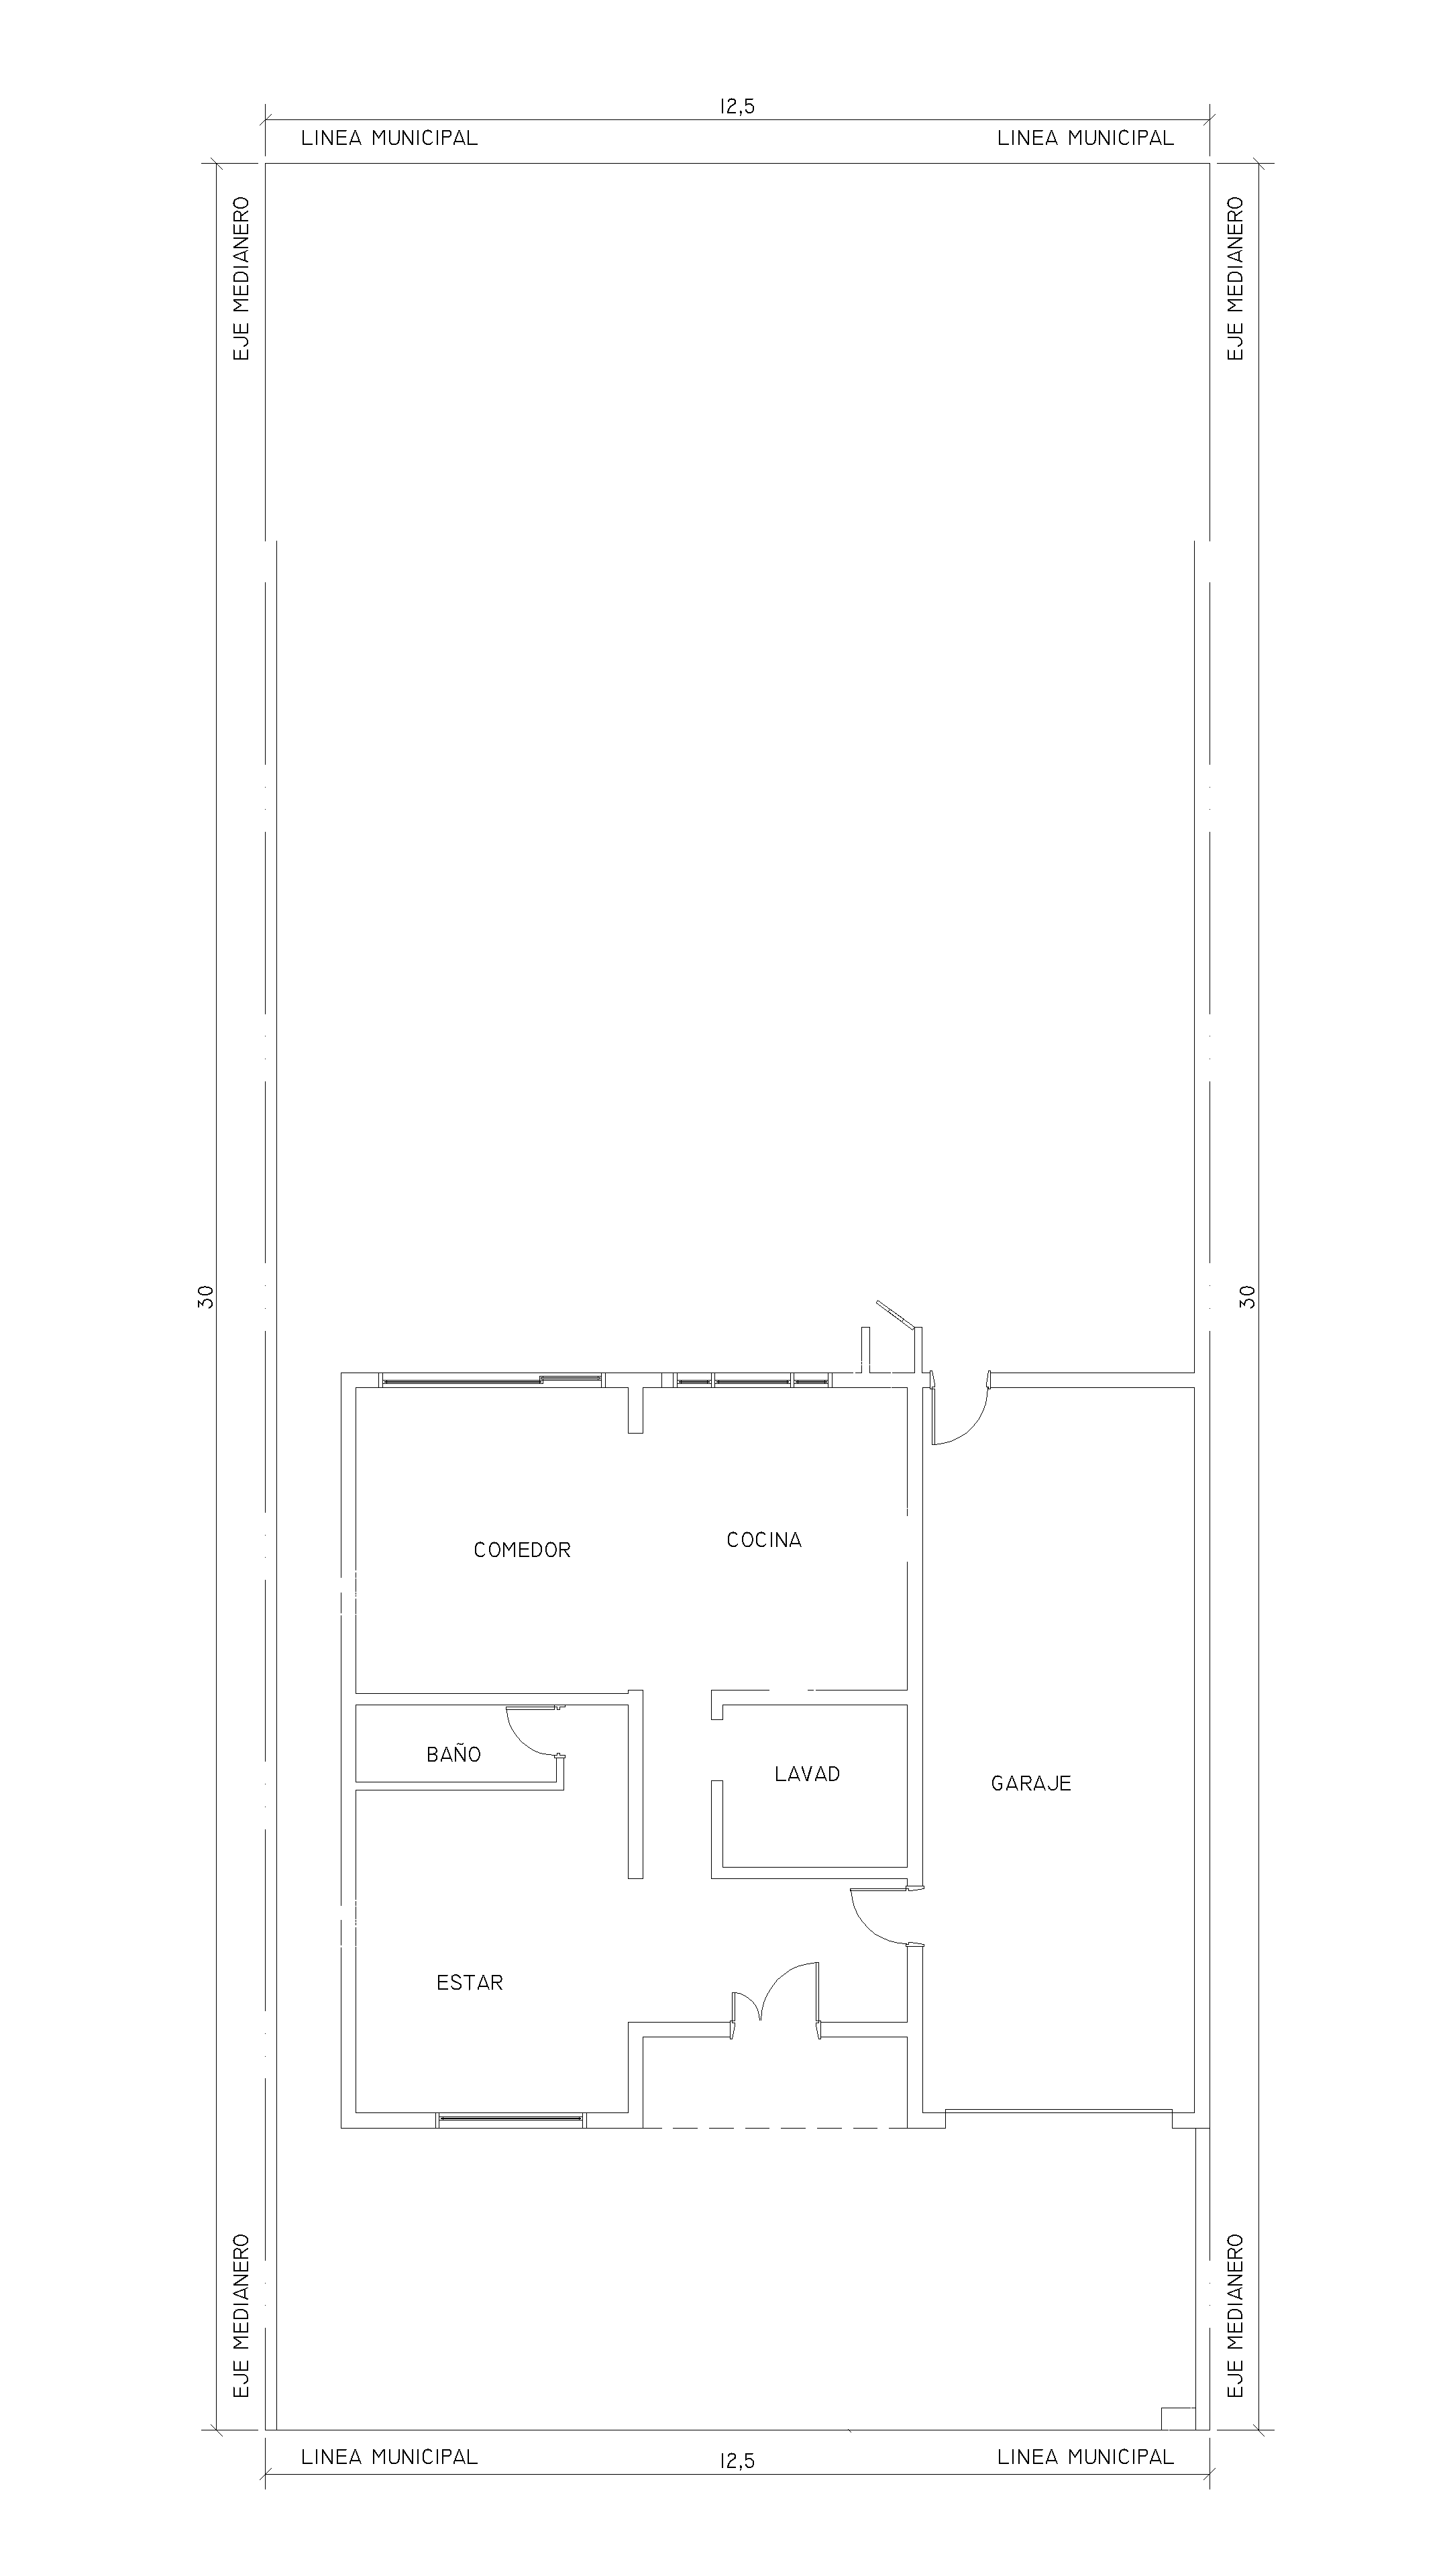 12,5
LINEA MUNICIPAL
LINEA MUNICIPAL
EJE MEDIANERO
EJE MEDIANERO
30
30
COMEDOR
COCINA
BAÑO
LAVAD
GARAJE
ESTAR
EJE MEDIANERO
EJE MEDIANERO
LINEA MUNICIPAL
12,5
LINEA MUNICIPAL